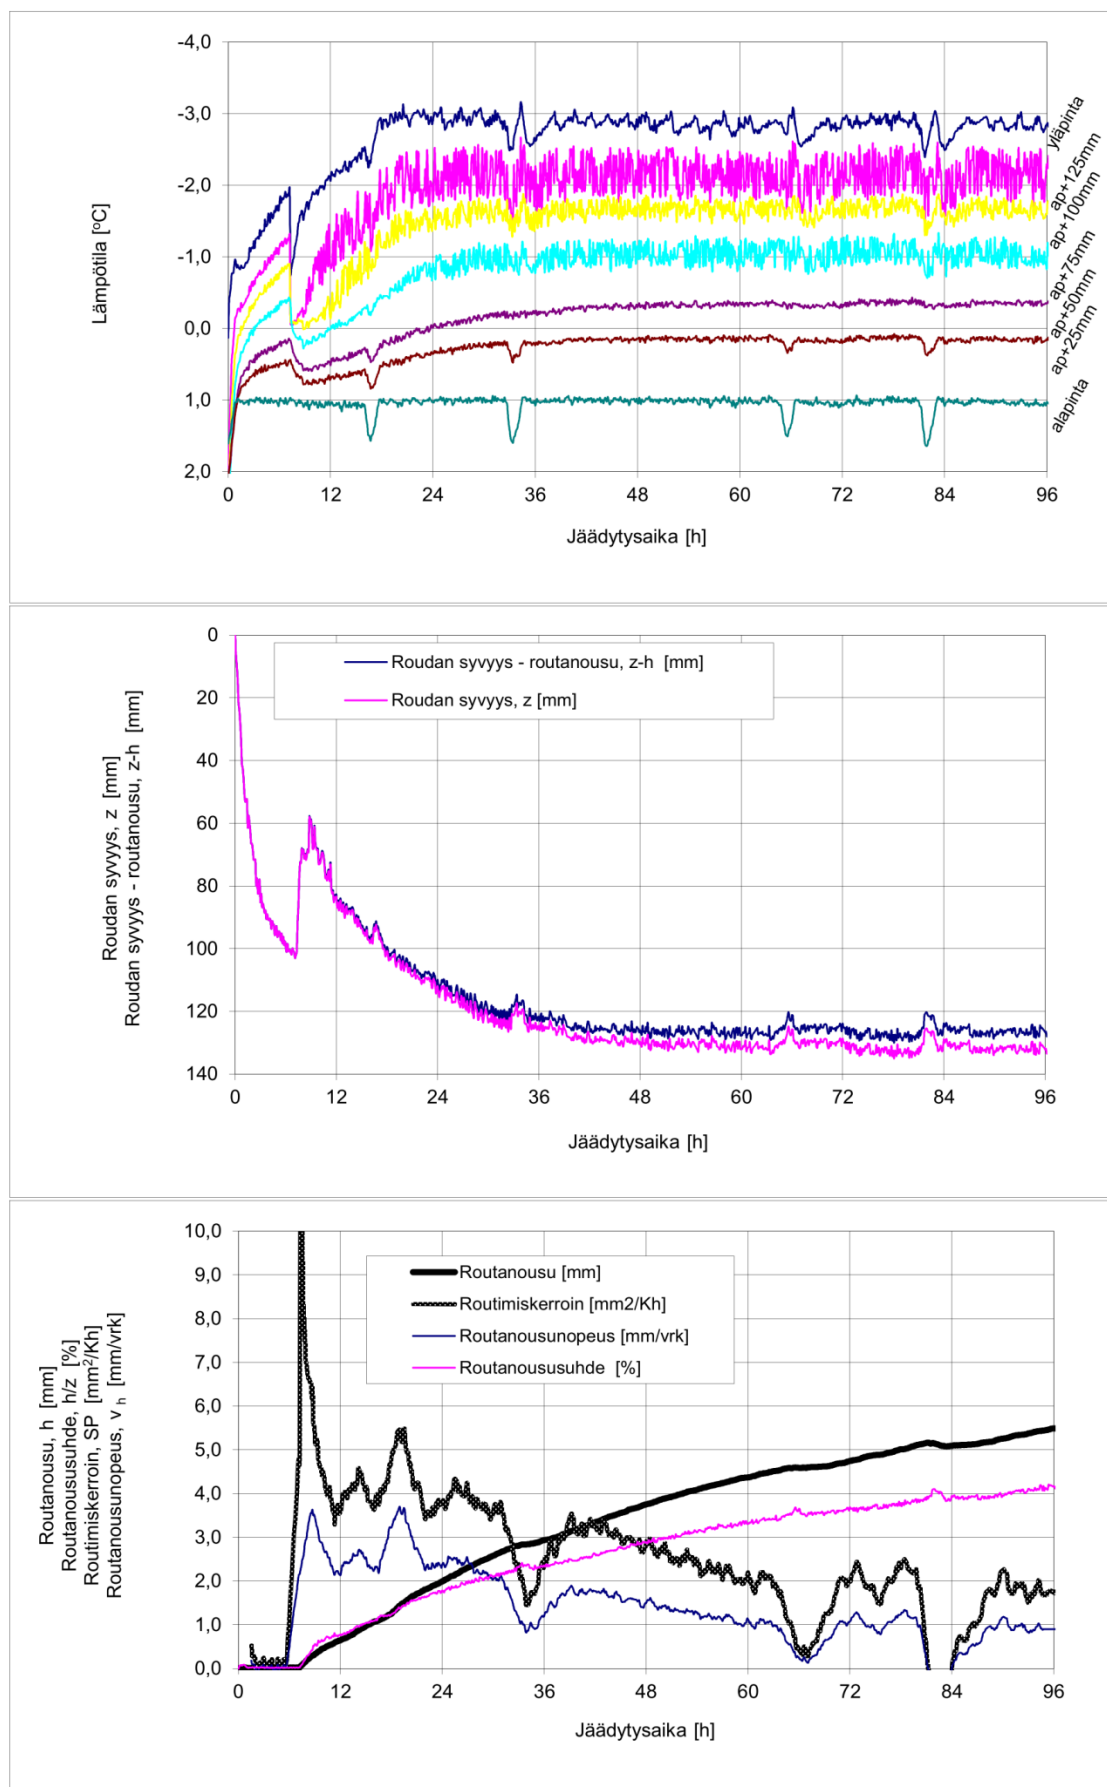 -4,0
-3,0
-2,0
-1,0
0,0
1,0
2,0
Lämpötila [ºC]
0 12 24 36 48 60 72 84 96
Jäädytysaika [h]
yläpinta
ap+125mm
ap+100mm
ap+75mm
ap+50mm
ap+25mm
alapinta
0
20
40
60
80
100
120
140
Roudan syvyys, z [mm]
Roudan syvyys - routanousu, z-h [mm]
Roudan syvyys - routanousu, z-h [mm]
Roudan syvyys, z [mm]
0 12 24 36 48 60 72 84 96
Jäädytysaika [h]
10,0
9,0
8,0
7,0
6,0
5,0
4,0
3,0
2,0
1,0
0,0
Routanousu, h [mm]
Routanoususuhde, h/z [%]
Routimiskerroin, SP [mm²/Kh]
Routanousunopeus, v h [mm/vrk]
Routanousu [mm]
Routimiskerroin [mm2/Kh]
Routanousunopeus [mm/vrk]
Routanoususuhde [%]
0 12 24 36 48 60 72 84 96
Jäädytysaika [h]